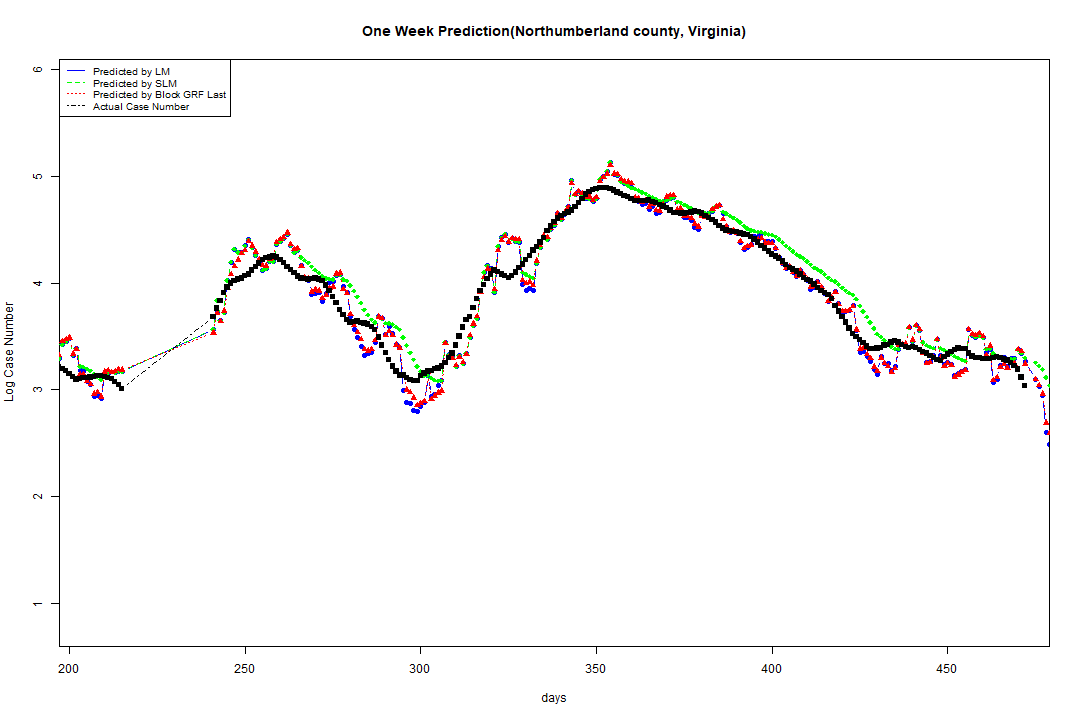 One Week Prediction(Northumberland county, Virginia)
Predicted by LM
Predicted by SLM
Predicted by Block GRF Last
Actual Case Number
6
5
4
3
2
1
Log Case Number
200 250 300 350 400 450
days